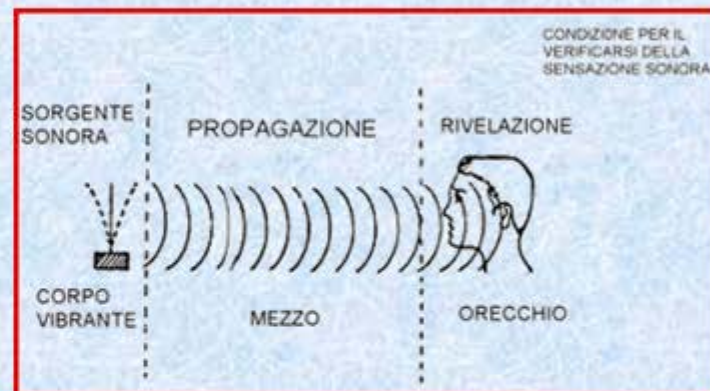 CONDIZIONE PER IL
VERIFICARSI DELLA
SENSAZIONE SONORA
SORGENTE
SONORA
PROPAGAZIONE
RIVELAZIONE
CORPO
VIBRANTE
MEZZO
ORECCHIO